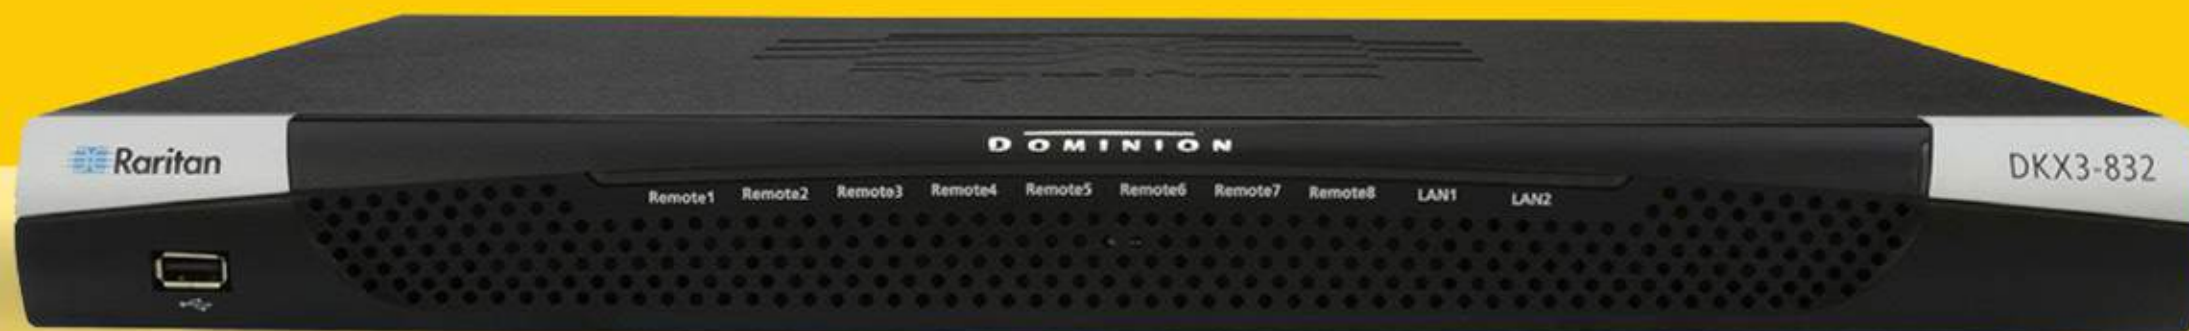 DOMINION
Raritan
DKX3-832
Remote1 Remote2 Remote3 Remote4 Remote5 Remote6 Remote7 Remote8 LAN1 LAN2